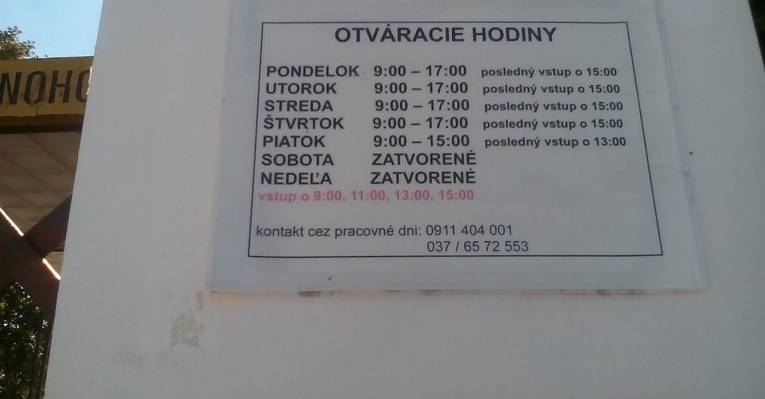 NOHO
OTVÁRACIE HODINY
PONDELOK 9:00 – 17:00 posledný vstup o 15:00
UTOROK 9:00 – 17:00 posledný vstup o 15:00
STREDA 9:00 – 17:00 posledný vstup o 15:00
ŠTVRTOK 9:00 – 17:00 posledný vstup o 15:00
PIATOK 9:00 – 15:00 posledný vstup o 13:00
SOBOTA ZATVORENÉ
NEDEĽA ZATVORENÉ
vstup o 9:00, 11:00, 13:00, 15:00
kontakt cez pracovné dni: 0911 404 001
037 / 65 72 553